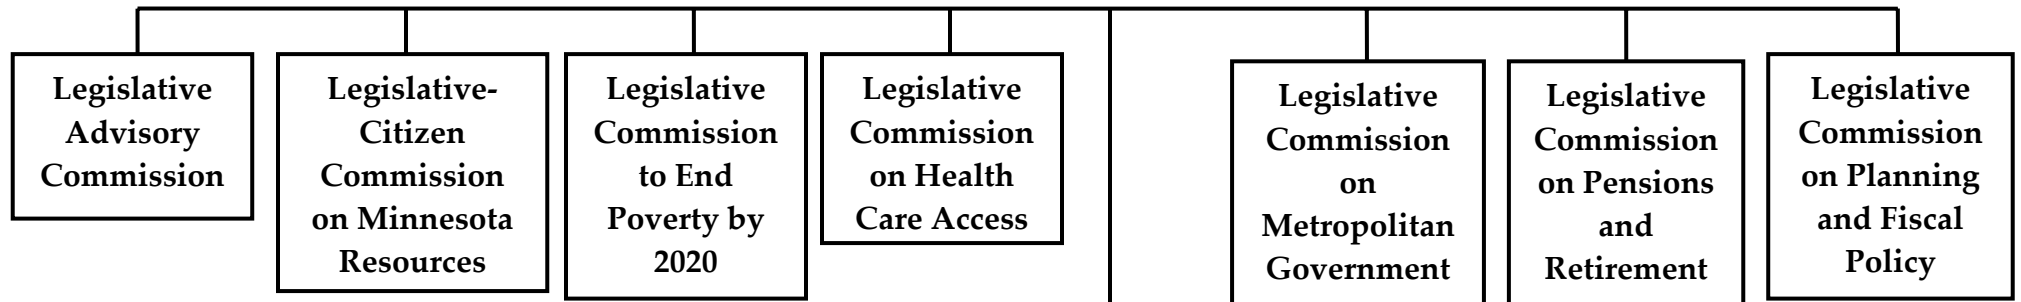 Legislative
Advisory
Commission
Legislative-
Citizen
Commission
on Minnesota
Resources
Legislative
Commission
to End
Poverty by
2020
Legislative
Commission
on Health
Care Access
Legislative
Commission
on
Metropolitan
Government
Legislative
Commission
on Pensions
and
Retirement
Legislative
Commission
on Planning
and Fiscal
Policy